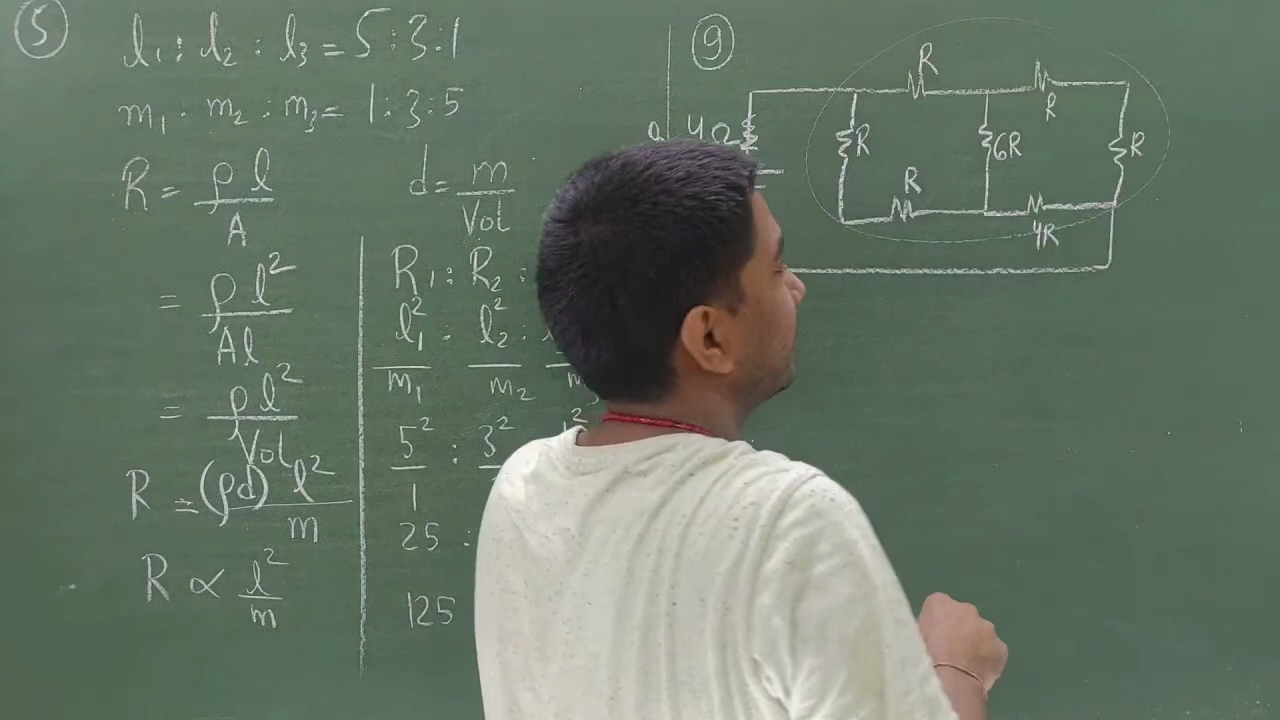 5
l₁ : l₂ : l₃ = 5 : 3 : 1
m₁ : m₂ : m₃ = 1 : 3 : 5
R = ρl / A
= ρl² / Al
= ρl² / Vol
R = (ρd) l² / m
R ∝ l² / m
d = m / Vol
R₁ : R₂ :
l₁² / m₁ : l₂² / m₂ :
5² / 1 : 3²
25 :
125
9
4Ω
R
R
R
6R
R
R
4R